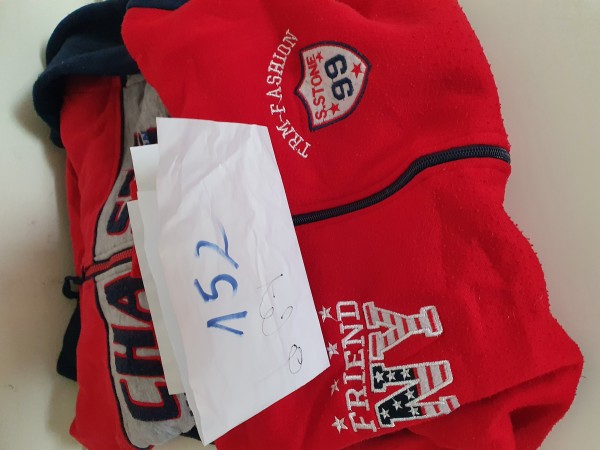 TRM-FASHION
S.STONE
99
152
FRIEND
NY
CHA